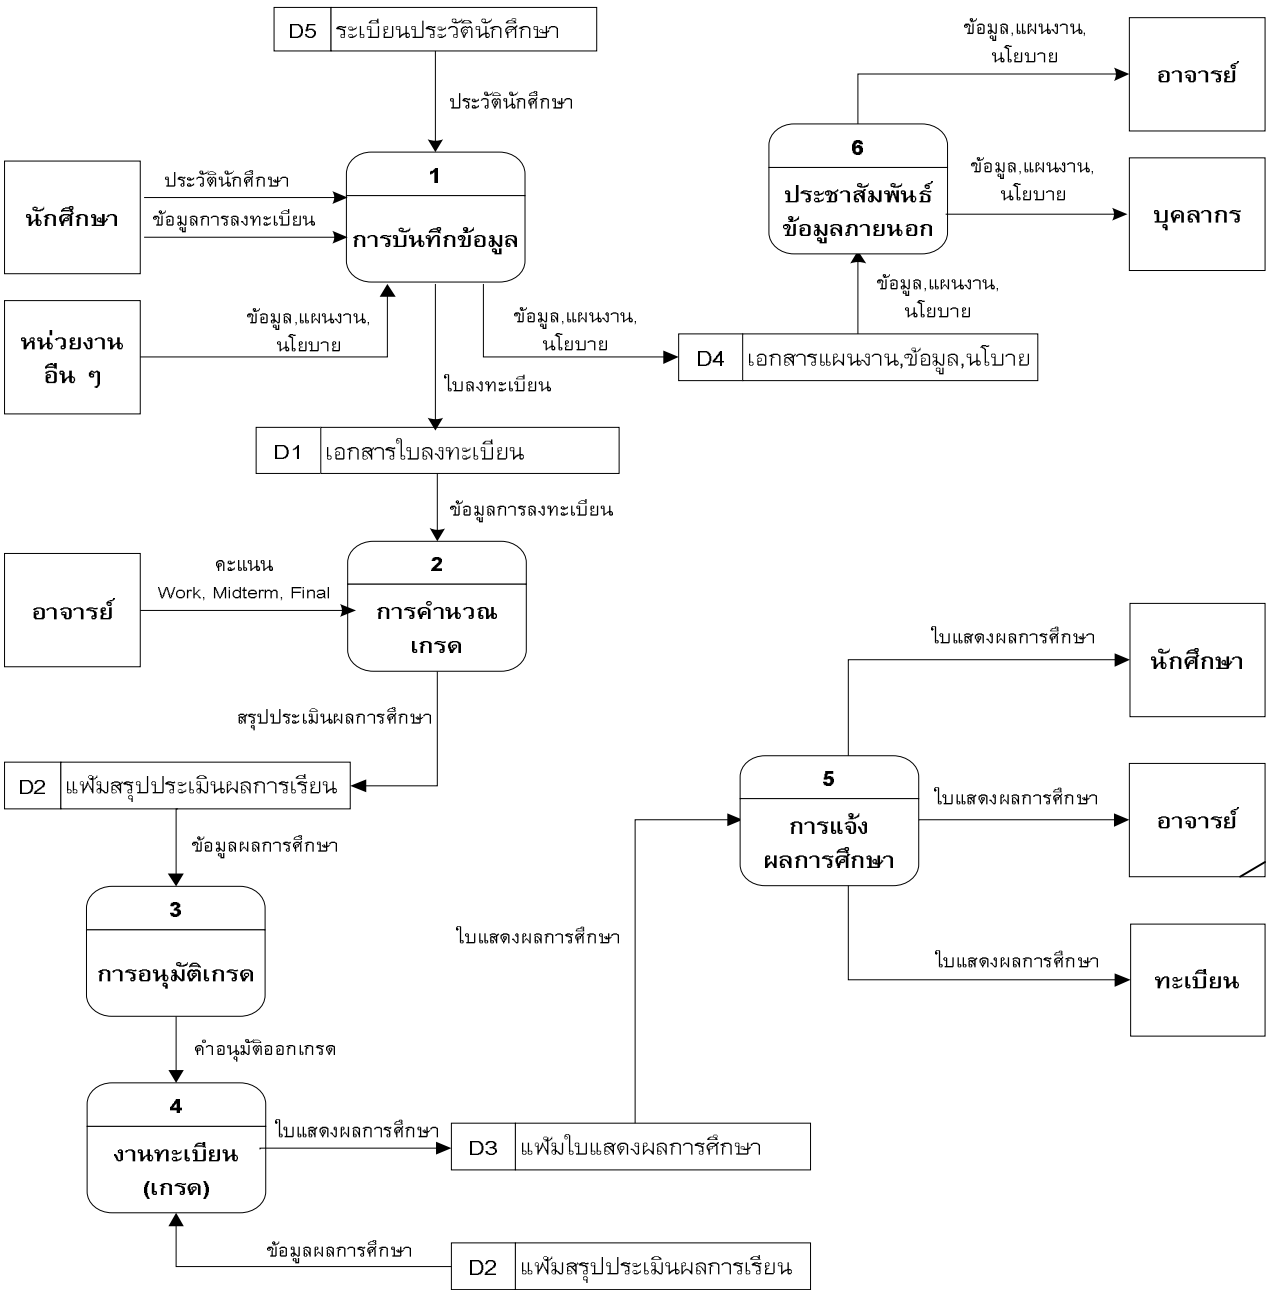 D5 ระเบียนประวัตินักศึกษา
ประวัตินักศึกษา
ข้อมูล,แผนงาน,
นโยบาย
อาจารย์
6
ประชาสัมพันธ์
ข้อมูลภายนอก
ข้อมูล,แผนงาน,
นโยบาย
บุคลากร
นักศึกษา
ประวัตินักศึกษา
ข้อมูลการลงทะเบียน
1
การบันทึกข้อมูล
หน่วยงาน
อื่น ๆ
ข้อมูล,แผนงาน,
นโยบาย
ข้อมูล,แผนงาน,
นโยบาย
ข้อมูล,แผนงาน,
นโยบาย
D4 เอกสารแผนงาน,ข้อมูล,นโบาย
ใบลงทะเบียน
D1 เอกสารใบลงทะเบียน
ข้อมูลการลงทะเบียน
อาจารย์
คะแนน
Work, Midterm, Final
2
การคำนวณ
เกรด
สรุปประเมินผลการศึกษา
D2 แฟ้มสรุปประเมินผลการเรียน
ข้อมูลผลการศึกษา
3
การอนุมัติเกรด
คำอนุมัติออกเกรด
4
งานทะเบียน
(เกรด)
ใบแสดงผลการศึกษา
D3 แฟ้มใบแสดงผลการศึกษา
ข้อมูลผลการศึกษา
D2 แฟ้มสรุปประเมินผลการเรียน
ใบแสดงผลการศึกษา
5
การแจ้ง
ผลการศึกษา
ใบแสดงผลการศึกษา
นักศึกษา
ใบแสดงผลการศึกษา
อาจารย์
ใบแสดงผลการศึกษา
ทะเบียน